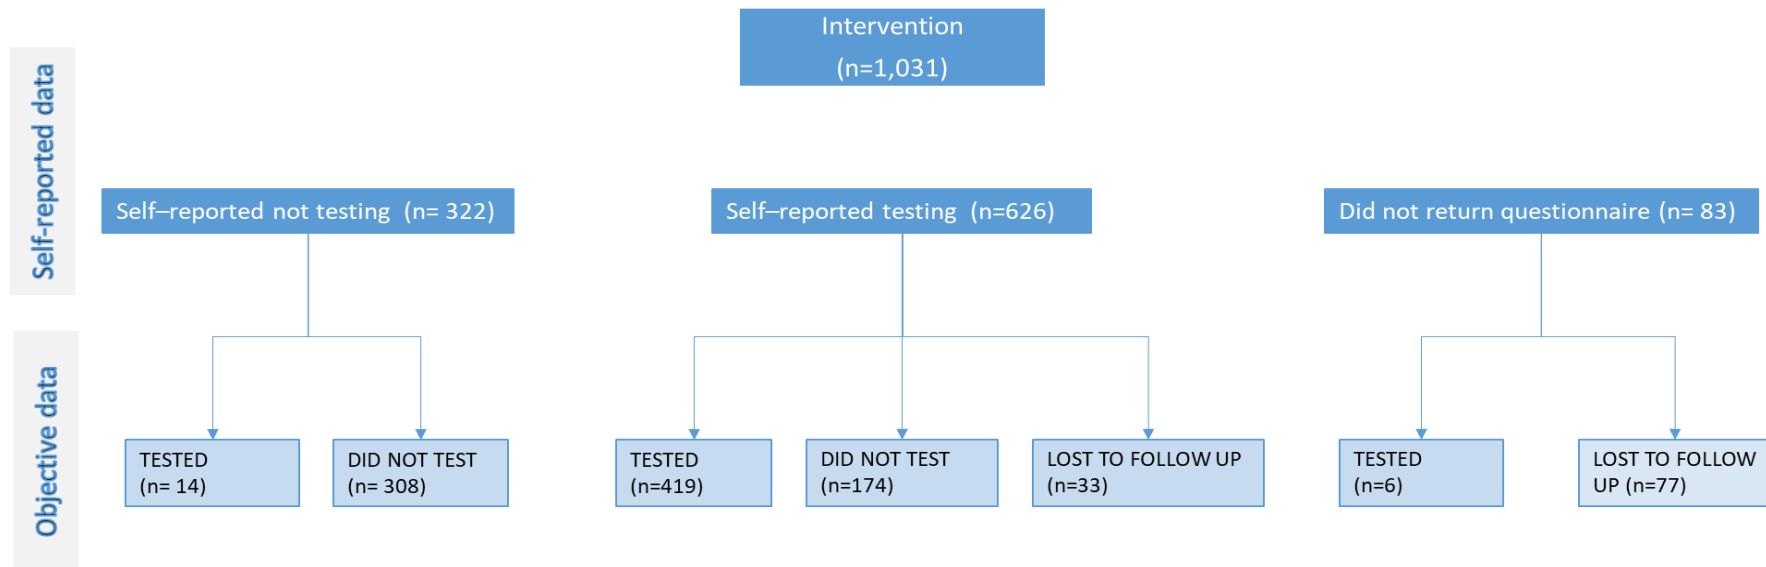 Intervention
(n=1,031)
Self-reported data
Self–reported not testing  (n= 322)
Self–reported testing  (n=626)
Did not return questionnaire (n= 83)
Objective data
TESTED
(n= 14)
DID NOT TEST
(n= 308)
TESTED
(n=419)
DID NOT TEST
(n=174)
LOST TO FOLLOW UP
(n=33)
TESTED
(n=6)
LOST TO FOLLOW
UP (n=77)